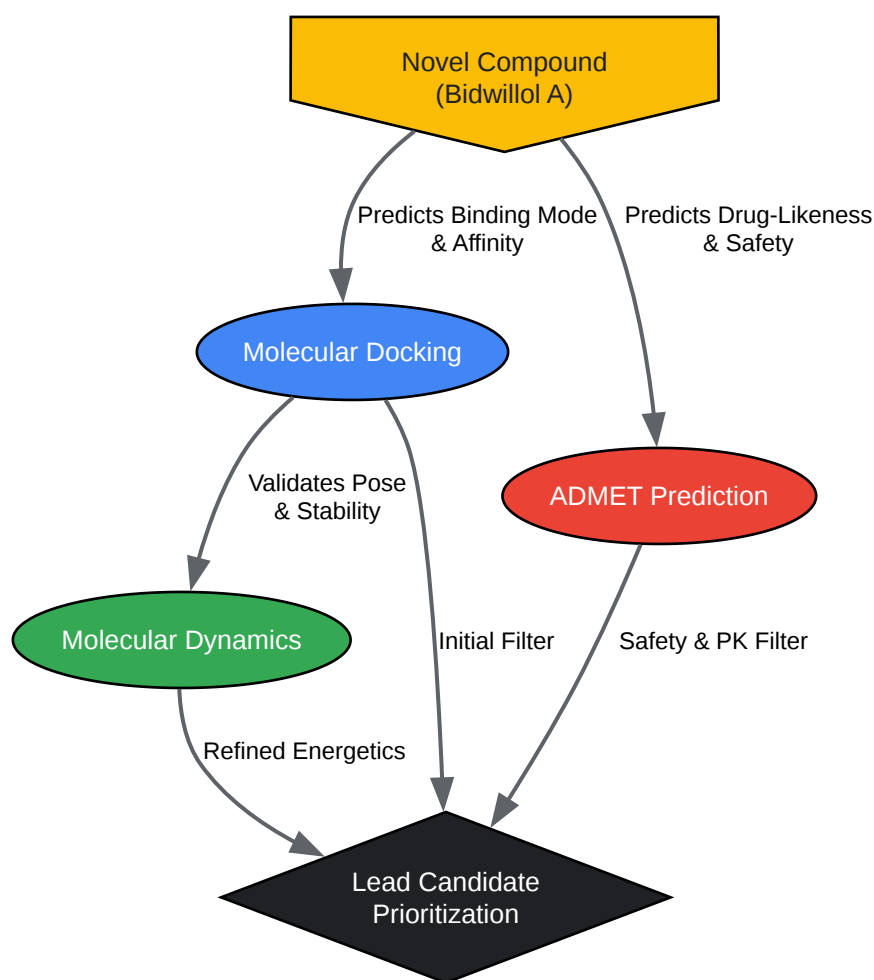 Novel Compound
(Bidwillol A)
Predicts Binding Mode
& Affinity
Predicts Drug-Likeness
& Safety
Molecular Docking
Validates Pose
& Stability
ADMET Prediction
Molecular Dynamics
Initial Filter
Safety & PK Filter
Refined Energetics
Lead Candidate
Prioritization